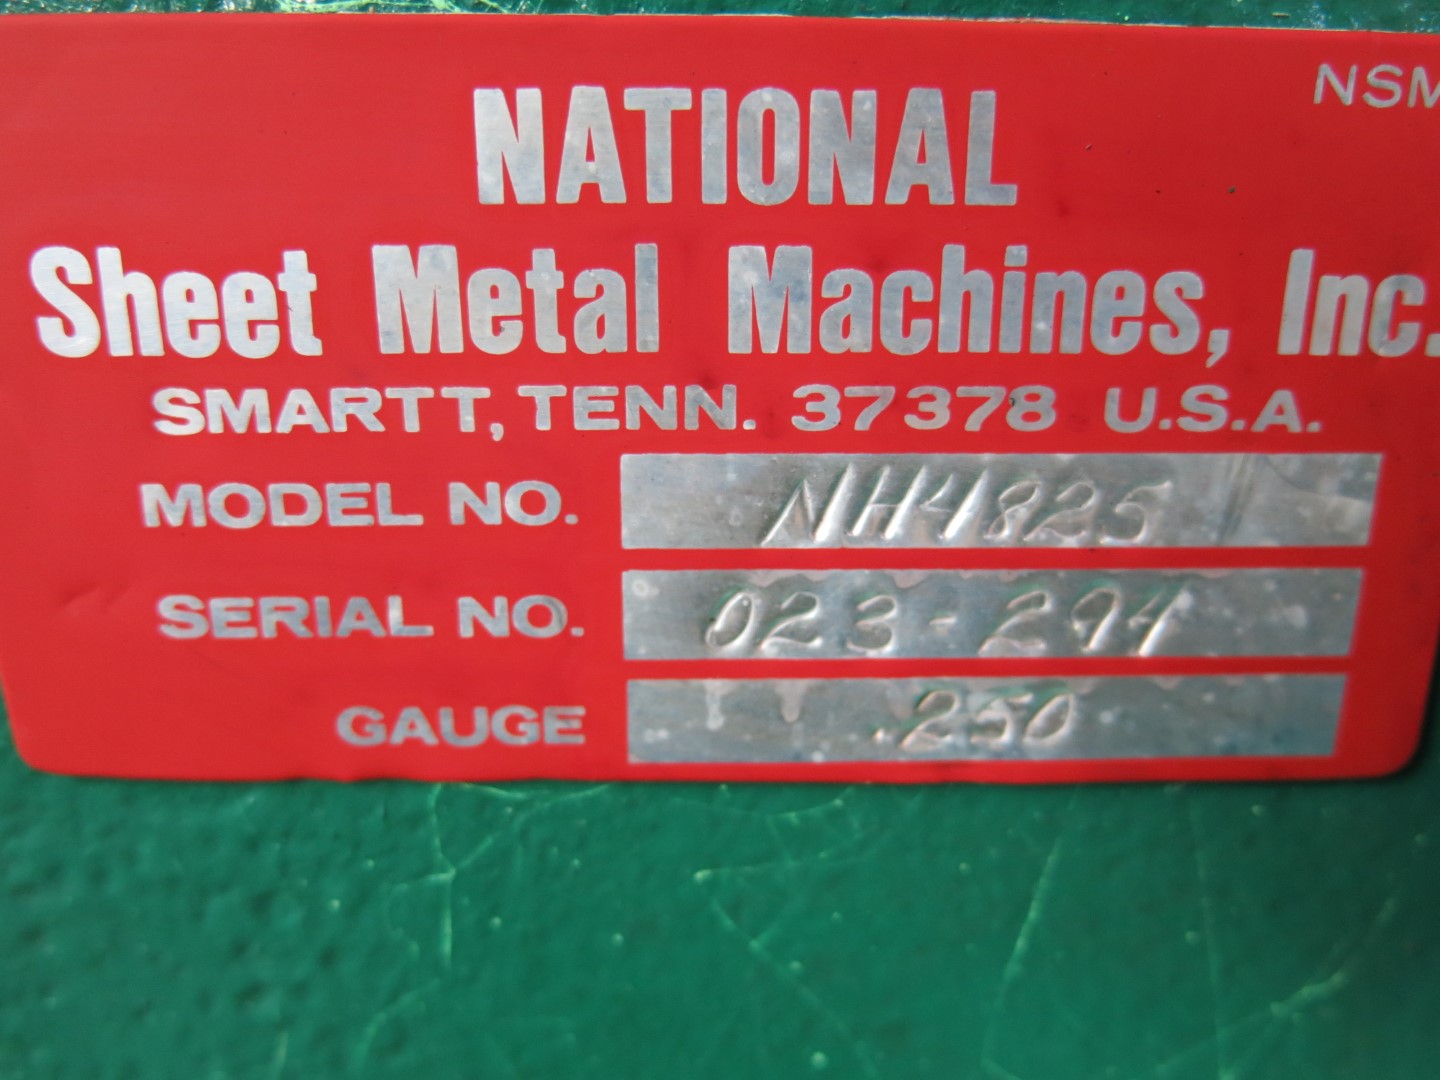 NSM
NATIONAL
Sheet Metal Machines, Inc.
SMARTT, TENN. 37378 U.S.A.
MODEL NO. NH4825
SERIAL NO. 023-294
GAUGE .250